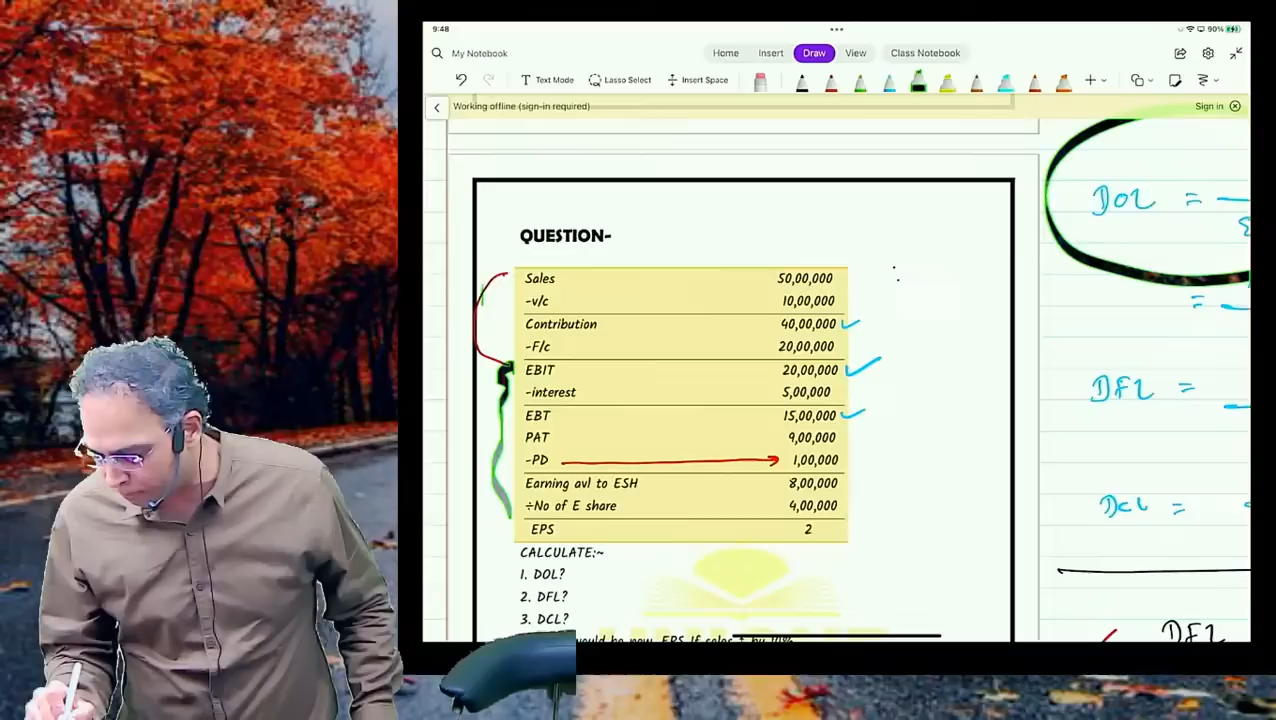 9:48
90%
My Notebook
Home Insert Draw View Class Notebook
Text Mode Lasso Select Insert Space
Working offline (sign-in required) Sign in
QUESTION-
Sales 50,00,000
-v/c 10,00,000
Contribution 40,00,000
-F/c 20,00,000
EBIT 20,00,000
-interest 5,00,000
EBT 15,00,000
PAT 9,00,000
-PD 1,00,000
Earning avl to ESH 8,00,000
÷No of E share 4,00,000
EPS 2
CALCULATE:~
1. DOL?
2. DFL?
3. DCL?
DOL =
=
DFL =
DCL =
DFL